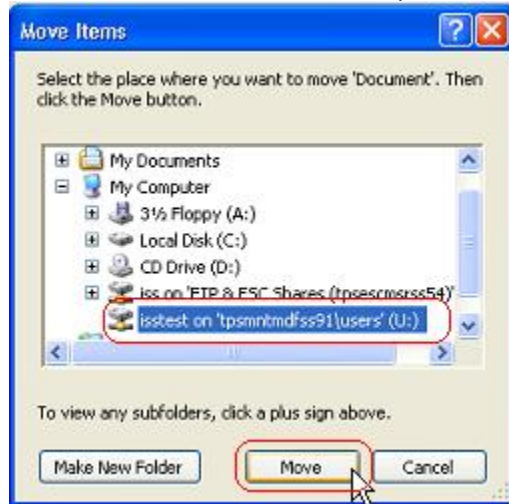 Move Items
Select the place where you want to move 'Document'. Then
click the Move button.
My Documents
My Computer
3½ Floppy (A:)
Local Disk (C:)
CD Drive (D:)
iss on 'FTP & ESC Shares (tpsescmsrss54)'
isstest on 'tpsmntmdfss91\users' (U:)
To view any subfolders, click a plus sign above.
Make New Folder Move Cancel